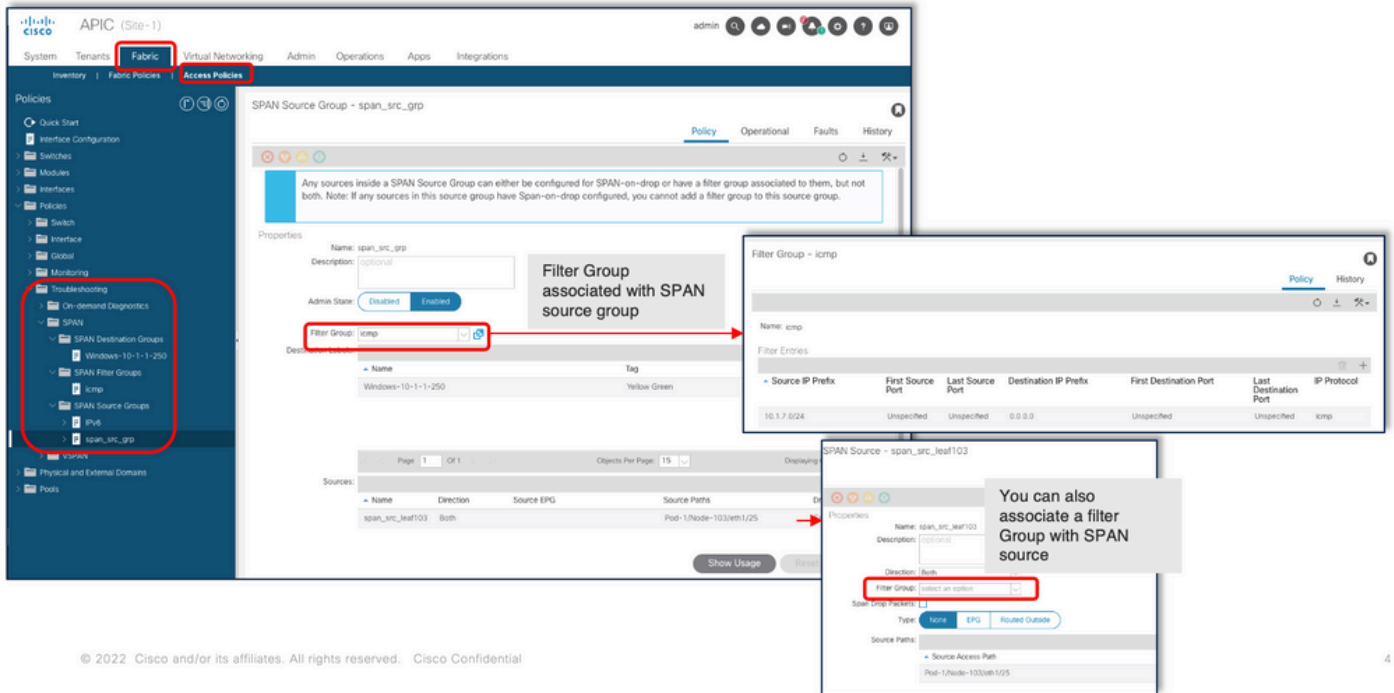 CISCO
APIC (Site-1)
admin
System Tenants Fabric Virtual Networking Admin Operations Apps Integrations
Inventory | Fabric Policies | Access Policies
Policies
Quick Start
Interface Configuration
Switches
Modules
Interfaces
Policies
Switch
Interface
Global
Monitoring
Troubleshooting
On-demand Diagnostics
SPAN
SPAN Destination Groups
Windows-10-1-1-250
SPAN Filter Groups
icmp
SPAN Source Groups
IPv6
span_src_grp
VSPAN
Physical and External Domains
Pools
SPAN Source Group - span_src_grp
Policy Operational Faults History
Any sources inside a SPAN Source Group can either be configured for SPAN-on-drop or have a filter group associated to them, but not
both. Note: If any sources in this source group have Span-on-drop configured, you cannot add a filter group to this source group.
Properties
Name: span_src_grp
Description: optional
Admin State: Disabled Enabled
Filter Group: icmp
Name Tag
Windows-10-1-1-250 Yellow Green
Page 1 Of 1 Objects Per Page: 15 Displaying
Sources:
Name Direction Source EPG Source Paths
span_src_leaf103 Both Pod-1/Node-103/eth1/25
Show Usage Reset
Filter Group
associated with SPAN
source group
Filter Group - icmp
Policy History
Name: icmp
Filter Entries
Source IP Prefix First Source Port Last Source Port Destination IP Prefix First Destination Port Last Destination Port IP Protocol
10.1.7.0/24 Unspecified Unspecified 0.0.0.0 Unspecified Unspecified icmp
SPAN Source - span_src_leaf103
Properties
Name: span_src_leaf103
Description: optional
Direction: Both
Filter Group: select an option
Span Drop Packets:
Type: None EPG Routed Outside
Source Paths:
Source Access Path
Pod-1/Node-103/eth1/25
You can also
associate a filter
Group with SPAN
source
© 2022 Cisco and/or its affiliates. All rights reserved. Cisco Confidential
4